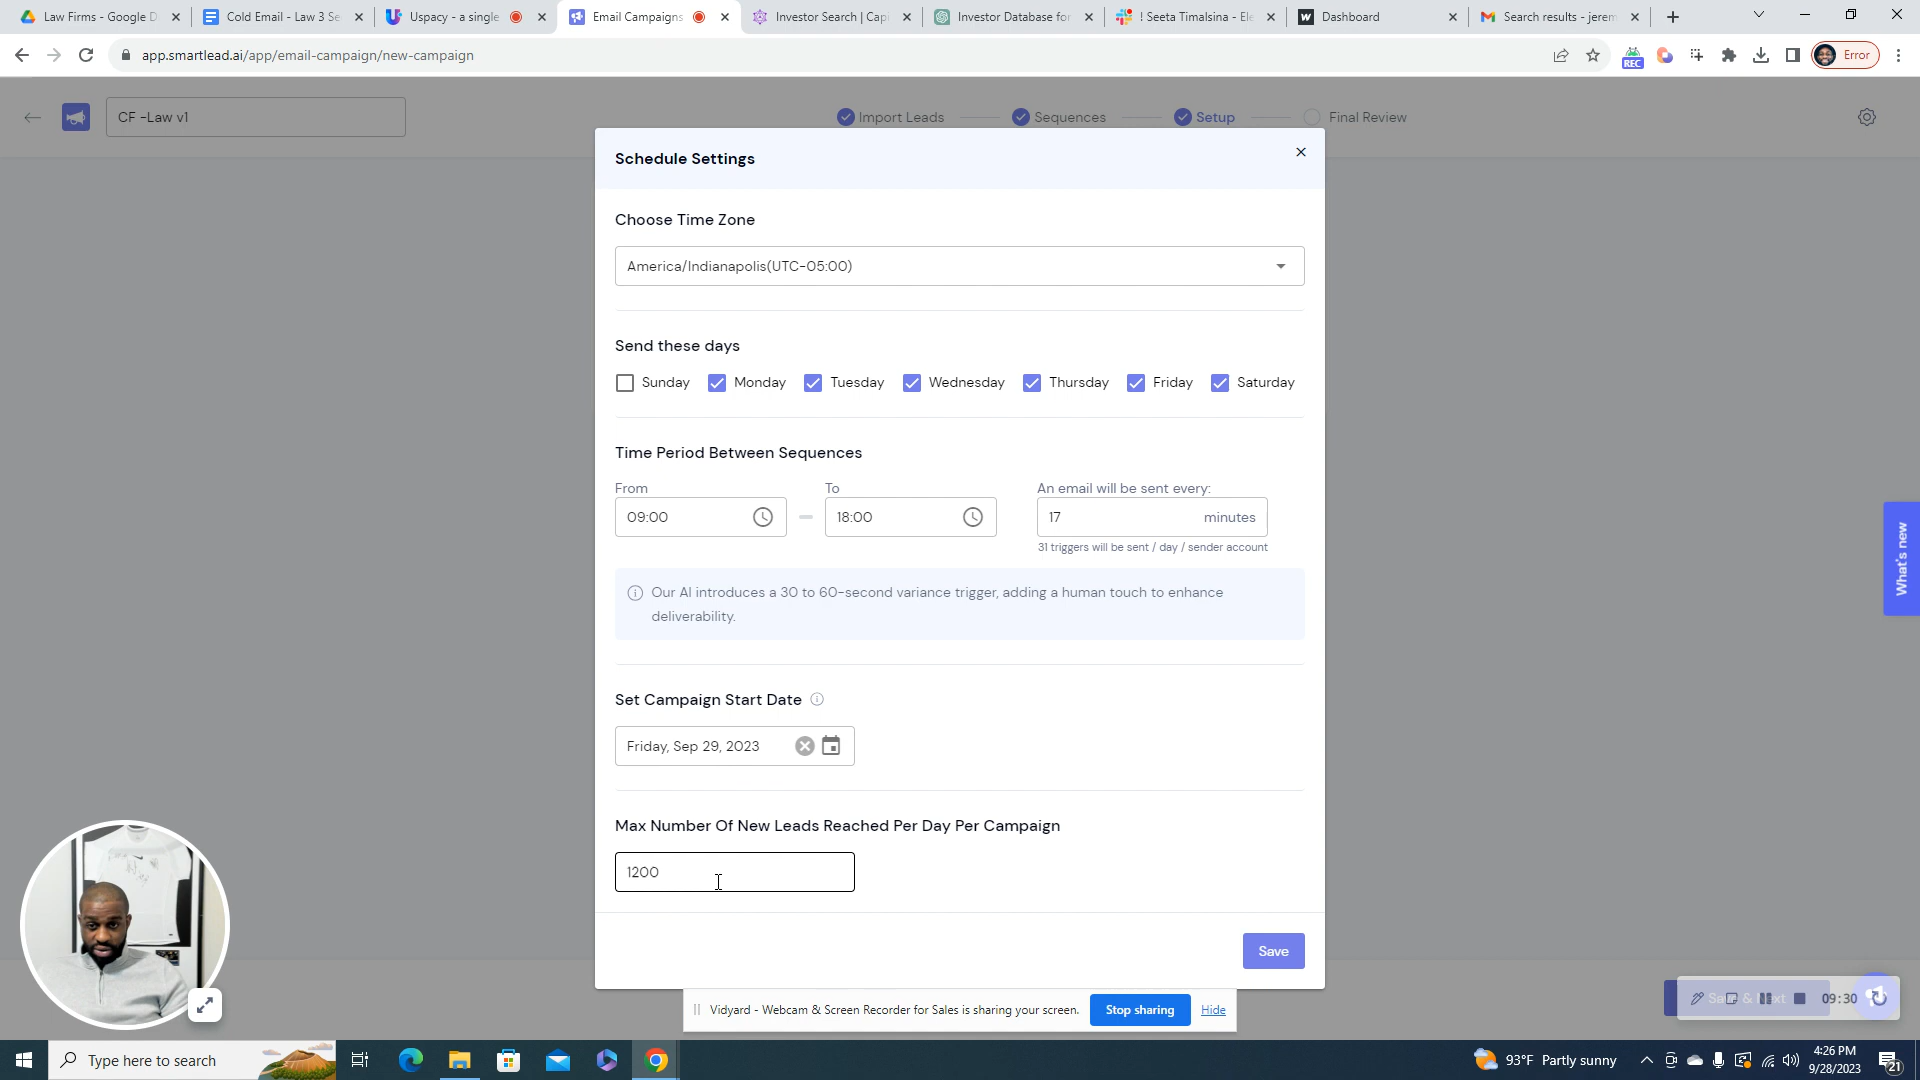 Law Firms - Google D
Cold Email - Law 3 Se
Uspacy - a single
Email Campaigns
Investor Search | Capi
Investor Database for
! Seeta Timalsina - Ele
Dashboard
Search results - jerem
app.smartlead.ai/app/email-campaign/new-campaign
REC
Error
CF -Law v1
Import Leads
Sequences
Setup
Final Review
Schedule Settings
Choose Time Zone
America/Indianapolis(UTC-05:00)
Send these days
Sunday
Monday
Tuesday
Wednesday
Thursday
Friday
Saturday
Time Period Between Sequences
From
To
An email will be sent every:
09:00
18:00
17
minutes
31 triggers will be sent / day / sender account
Our AI introduces a 30 to 60-second variance trigger, adding a human touch to enhance
deliverability.
What's new
Set Campaign Start Date
Friday, Sep 29, 2023
Max Number Of New Leads Reached Per Day Per Campaign
1200
Save
Save & Next
09:30
Vidyard - Webcam & Screen Recorder for Sales is sharing your screen.
Stop sharing
Hide
Type here to search
93°F Partly sunny
4:26 PM
9/28/2023
21